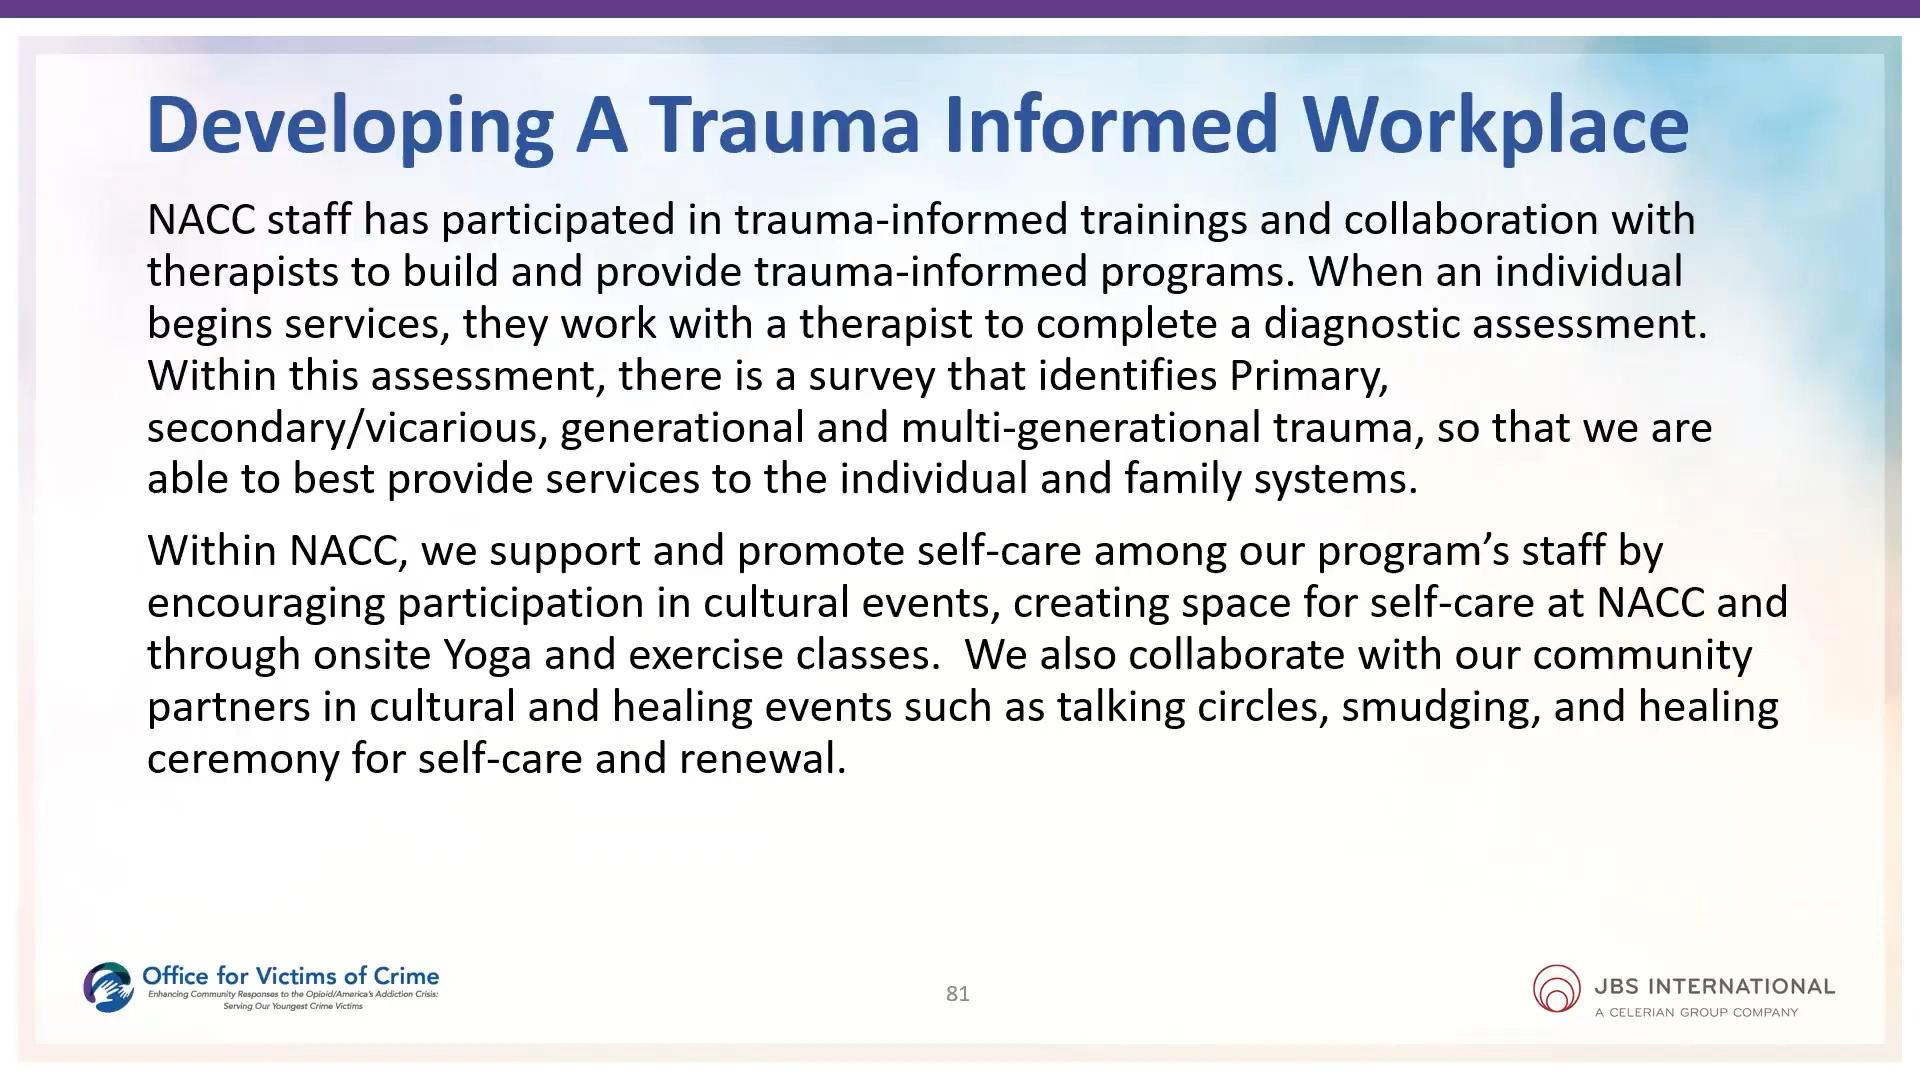 Developing A Trauma Informed Workplace
NACC staff has participated in trauma-informed trainings and collaboration with
therapists to build and provide trauma-informed programs. When an individual
begins services, they work with a therapist to complete a diagnostic assessment.
Within this assessment, there is a survey that identifies Primary,
secondary/vicarious, generational and multi-generational trauma, so that we are
able to best provide services to the individual and family systems.
Within NACC, we support and promote self-care among our program’s staff by
encouraging participation in cultural events, creating space for self-care at NACC and
through onsite Yoga and exercise classes.  We also collaborate with our community
partners in cultural and healing events such as talking circles, smudging, and healing
ceremony for self-care and renewal.
Office for Victims of Crime
Enhancing Community Responses to the Opioid/America's Addiction Crisis:
Serving Our Youngest Crime Victims
81
JBS INTERNATIONAL
A CELERIAN GROUP COMPANY